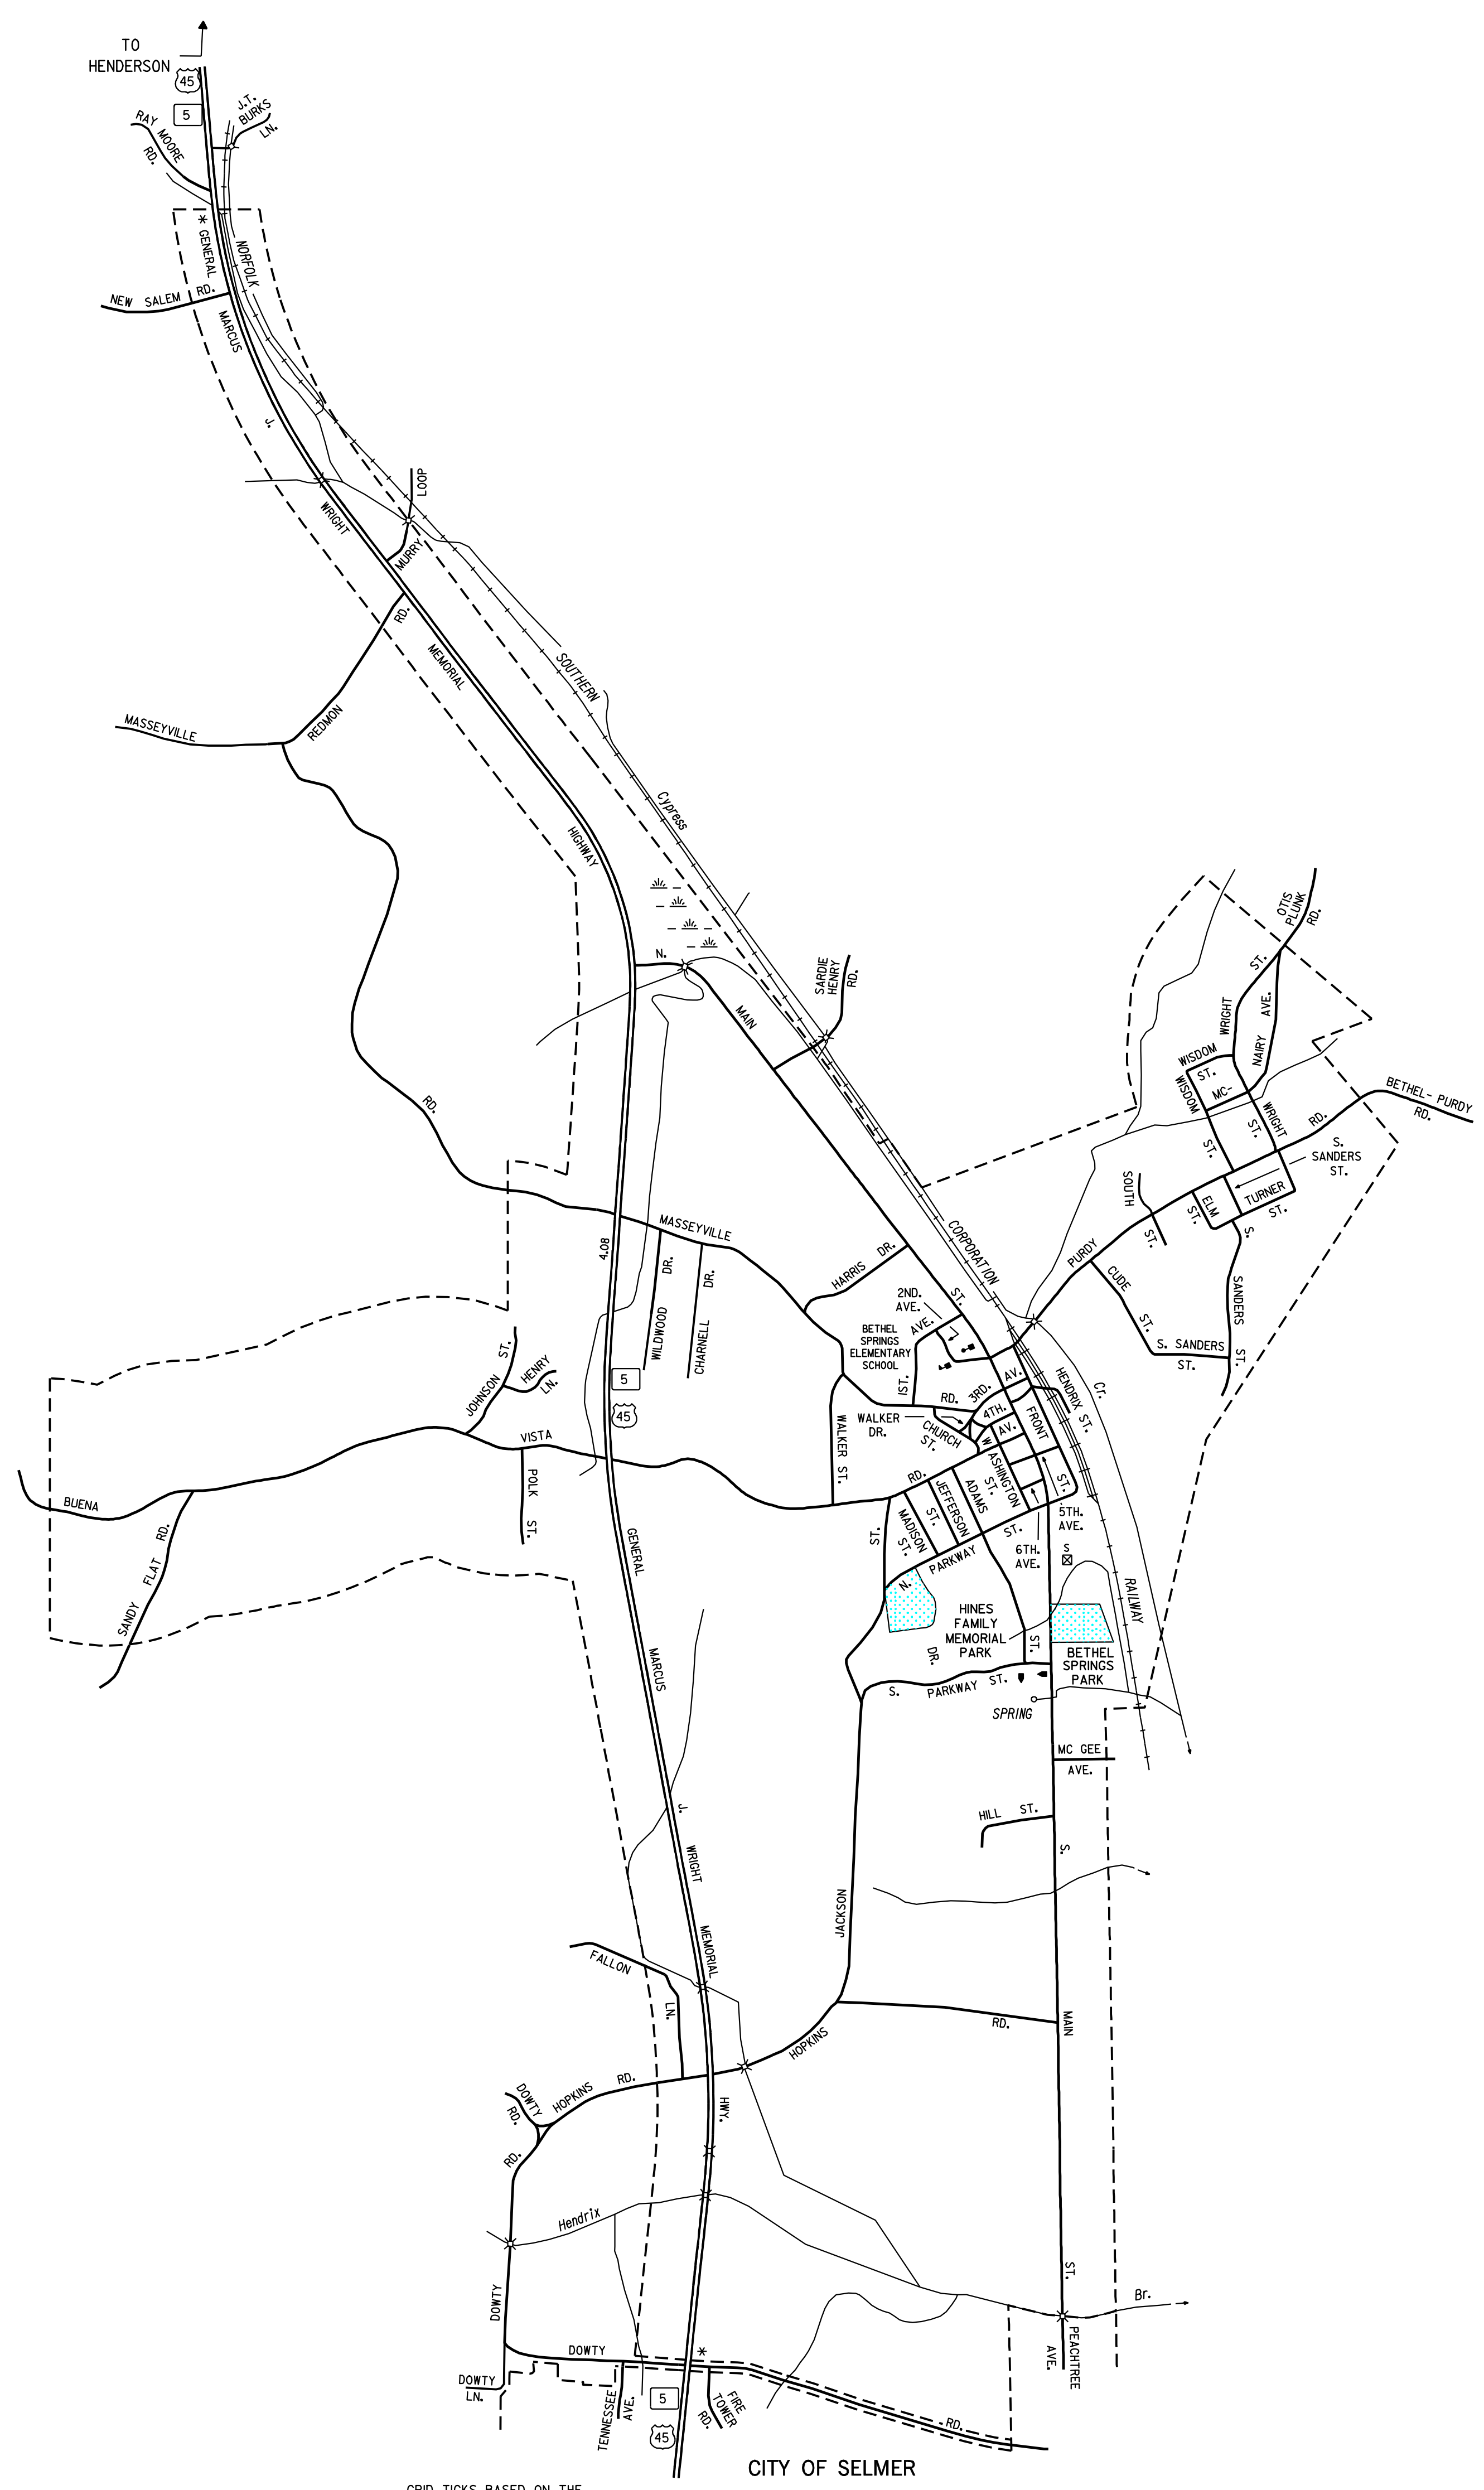 TO
HENDERSON
45
5
J.T.
BURKS
LN.
RAY MOORE
RD.
* GENERAL
NORFOLK
NEW SALEM RD.
MARCUS
J.
LOOP
WRIGHT
MURRY
RD.
MEMORIAL
SOUTHERN
REDMON
MASSEYVILLE
Cypress
HIGHWAY
OTIS
PLUNK
RD.
N.
SARDIE
HENRY
RD.
MAIN
ST.
WRIGHT
AVE.
NAIRY
WISDOM
ST.
MC-
WISDOM
ST.
WRIGHT
ST.
RD.
BETHEL- PURDY
RD.
RD.
S.
SANDERS
ST.
SOUTH
ST.
ELM
ST.
TURNER
ST.
S.
SANDERS
ST.
MASSEYVILLE
4.08
CORPORATION
PURDY
CUDE
ST.
S. SANDERS
ST.
HARRIS DR.
WILDWOOD DR.
CHARNELL DR.
2ND.
AVE.
ST.
AVE.
BETHEL
SPRINGS
ELEMENTARY
SCHOOL
1ST.
5
45
JOHNSON ST.
HENRY
LN.
HENDRIX ST.
Cr.
RD.
3RD. AV.
4TH.
AV.
FRONT
ST.
WALKER
DR.
CHURCH
ST.
WALKER ST.
WASHINGTON
ST.
VISTA
POLK ST.
BUENA
SANDY FLAT RD.
RD.
ADAMS
JEFFERSON
ST.
MADISON
ST.
ST.
5TH.
AVE.
6TH.
AVE.
S
N. PARKWAY ST.
GENERAL
RAILWAY
HINES
FAMILY
MEMORIAL
PARK
ST.
BETHEL
SPRINGS
PARK
DR.
S. PARKWAY ST.
SPRING
MARCUS
MC GEE
AVE.
J.
HILL ST.
S.
WRIGHT
JACKSON
MEMORIAL
FALLON
LN.
MAIN
RD.
HOPKINS
HOPKINS RD.
DOWTY
RD.
HWY.
RD.
Hendrix
ST.
Br.
DOWTY
PEACHTREE
AVE.
DOWTY
*
DOWTY
LN.
TENNESSEE
AVE.
5
FIRE
TOWER
RD.
45
RD.
CITY OF SELMER
GRID TICKS BASED ON THE